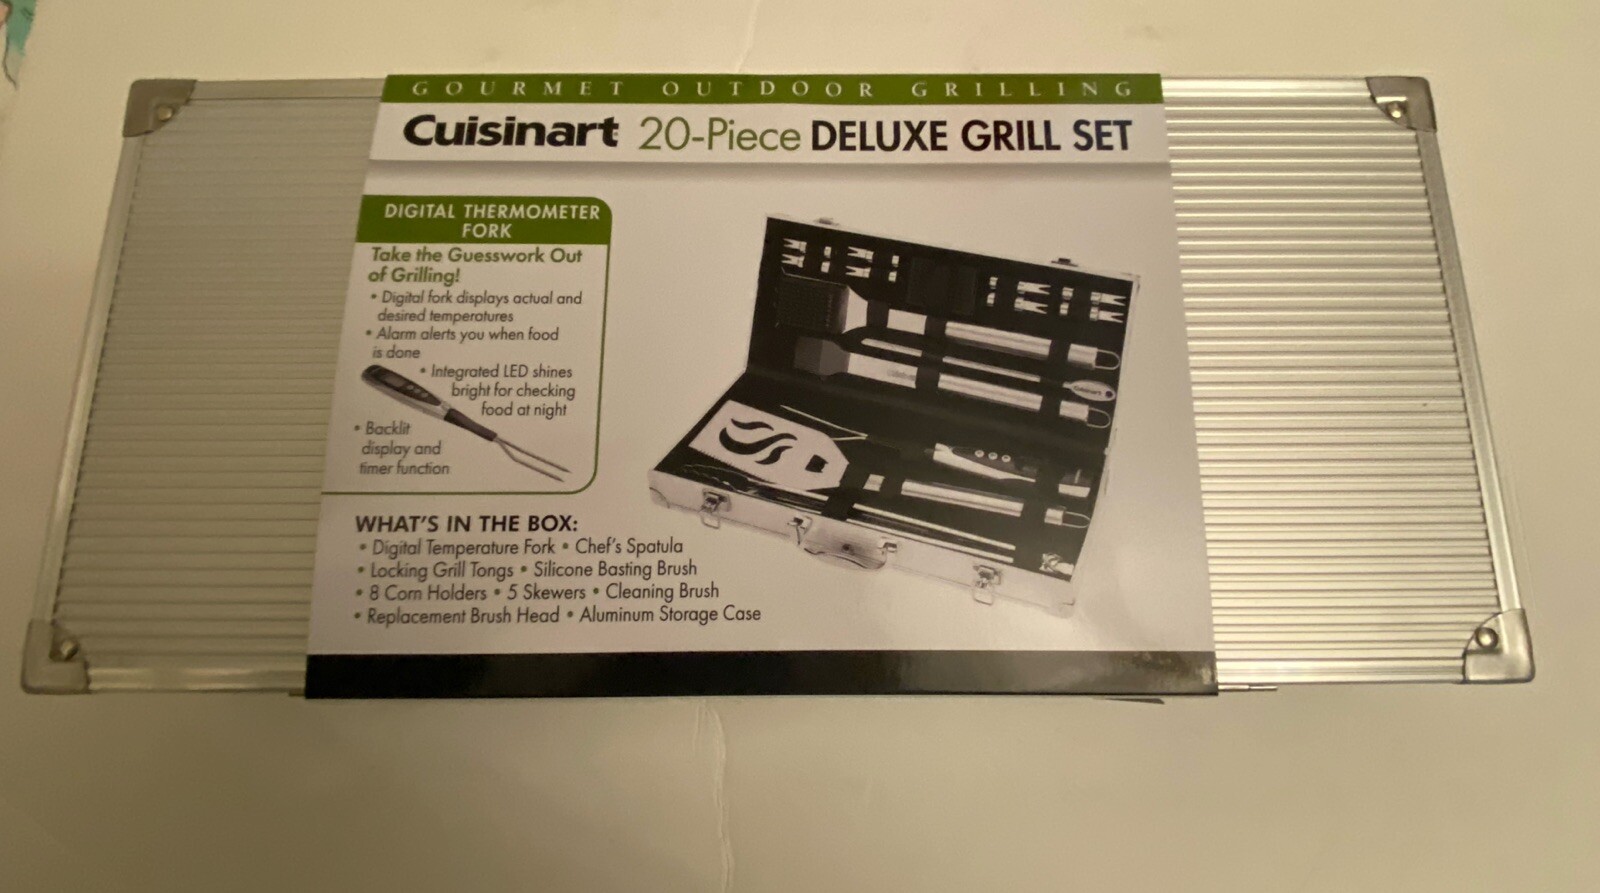 GOURMET OUTDOOR GRILLING
Cuisinart 20-Piece DELUXE GRILL SET
DIGITAL THERMOMETER
FORK
Take the Guesswork Out
of Grilling!
• Digital fork displays actual and
desired temperatures
• Alarm alerts you when food
is done
• Integrated LED shines
bright for checking
food at night
• Backlit
display and
timer function
WHAT'S IN THE BOX:
• Digital Temperature Fork • Chef's Spatula
• Locking Grill Tongs • Silicone Basting Brush
• 8 Corn Holders • 5 Skewers • Cleaning Brush
• Replacement Brush Head • Aluminum Storage Case